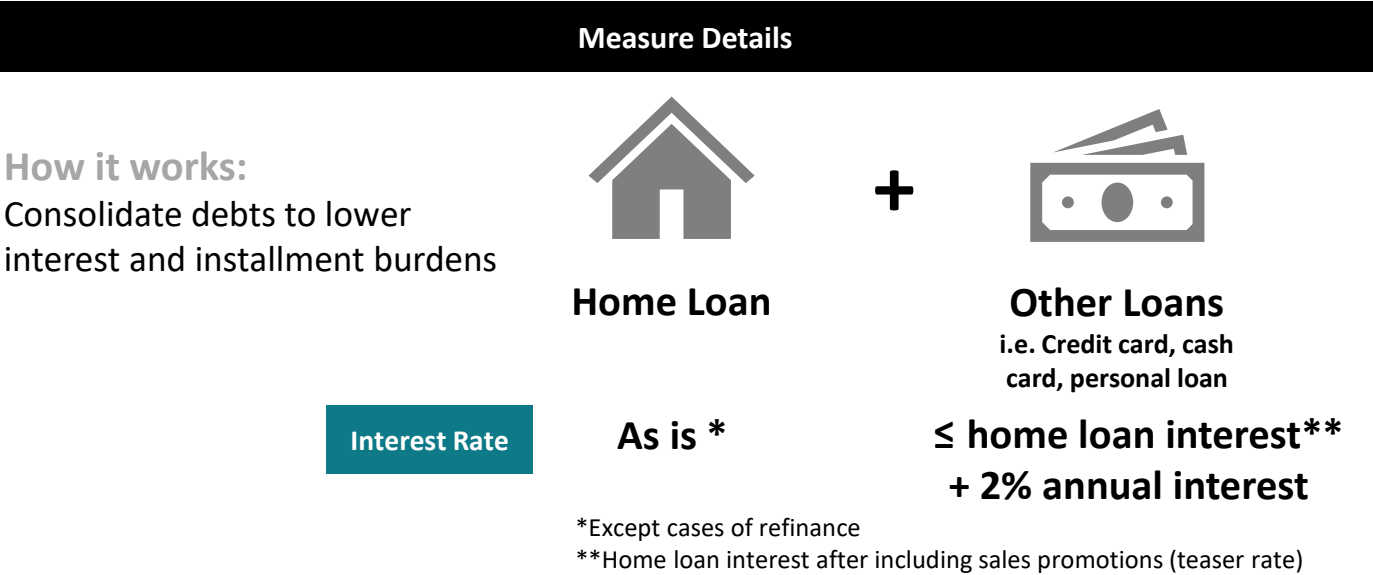 Measure Details
How it works:
Consolidate debts to lower
interest and installment burdens
+
Home Loan
Other Loans
i.e. Credit card, cash
card, personal loan
Interest Rate
As is *
≤ home loan interest**
+ 2% annual interest
*Except cases of refinance
**Home loan interest after including sales promotions (teaser rate)